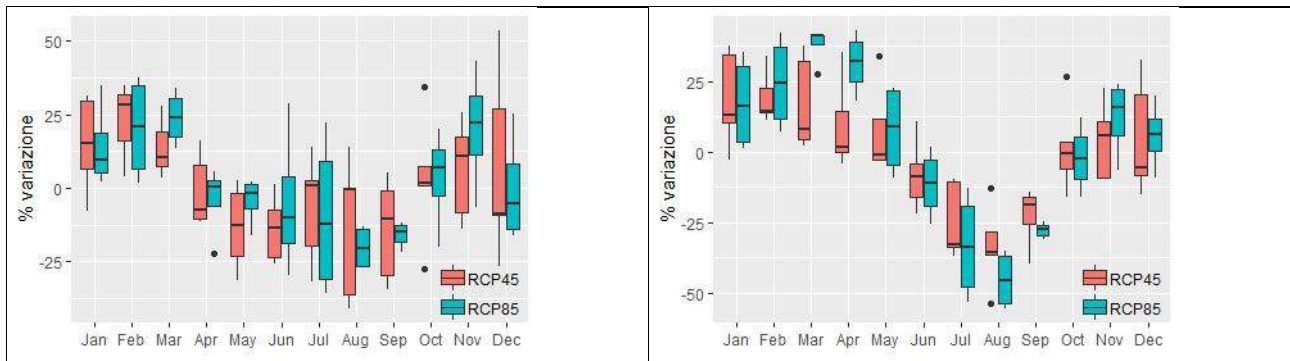 % variazione
50
25
0
-25
Jan Feb Mar Apr May Jun Jul Aug Sep Oct Nov Dec
RCP45
RCP85
% variazione
25
0
-25
-50
Jan Feb Mar Apr May Jun Jul Aug Sep Oct Nov Dec
RCP45
RCP85